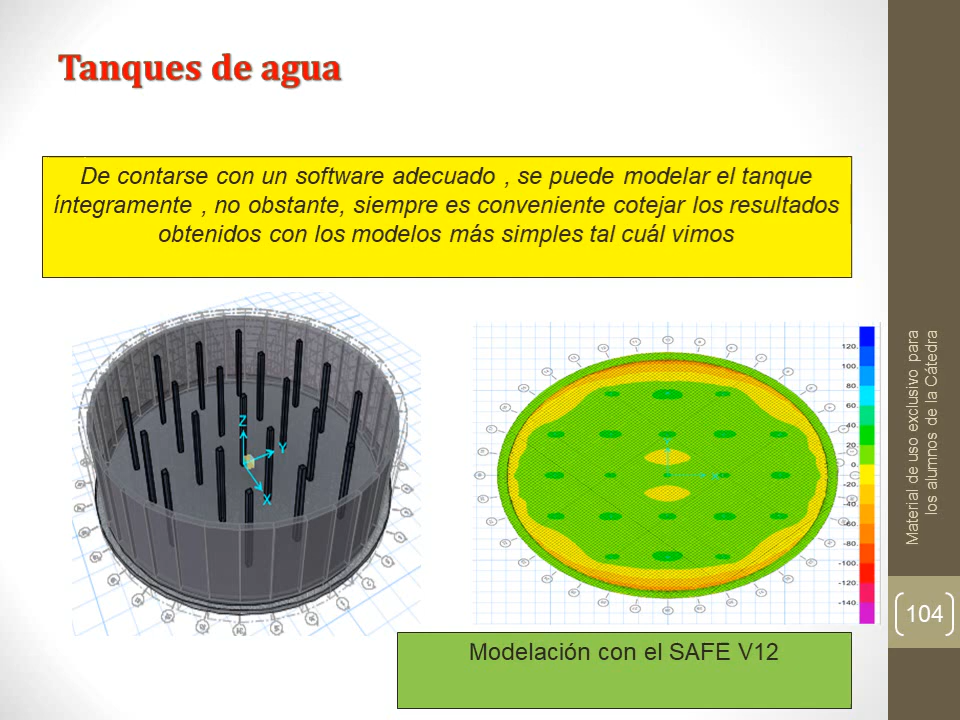 Tanques de agua
De contarse con un software adecuado , se puede modelar el tanque
íntegramente , no obstante, siempre es conveniente cotejar los resultados
obtenidos con los modelos más simples tal cuál vimos
Z
Y
X
120.
100.
80.
60.
40.
20.
0.
-20.
-40.
-60.
-80.
-100.
-120.
-140.
Modelación con el SAFE V12
Material de uso exclusivo para
los alumnos de la Cátedra
104